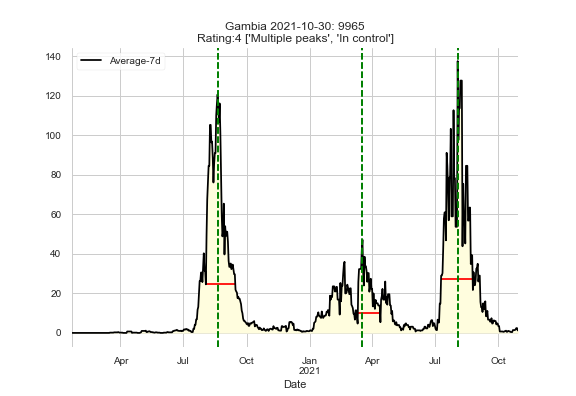 Gambia 2021-10-30: 9965
Rating:4 ['Multiple peaks', 'In control']
Average-7d
140
120
100
80
60
40
20
0
Apr Jul Oct Jan Apr Jul Oct
2021
Date